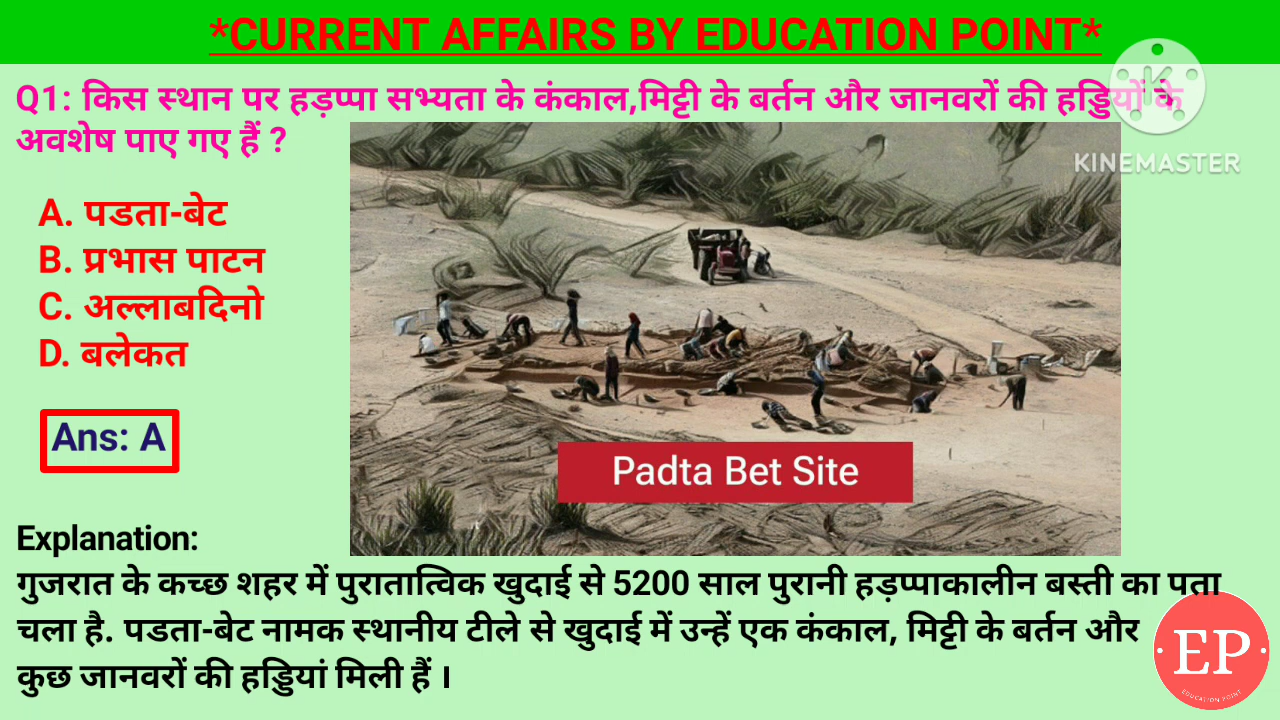 *CURRENT AFFAIRS BY EDUCATION POINT*
Q1: किस स्थान पर हड़प्पा सभ्यता के कंकाल,मिट्टी के बर्तन और जानवरों की हड्डियों के
अवशेष पाए गए हैं ?
KINEMASTER
A. पडता-बेट
B. प्रभास पाटन
C. अल्लाबदिनो
D. बलेकत
Ans: A
Padta Bet Site
Explanation:
गुजरात के कच्छ शहर में पुरातात्विक खुदाई से 5200 साल पुरानी हड़प्पाकालीन बस्ती का पता
चला है. पडता-बेट नामक स्थानीय टीले से खुदाई में उन्हें एक कंकाल, मिट्टी के बर्तन और
कुछ जानवरों की हड्डियां मिली हैं ।
EP
EDUCATION POINT